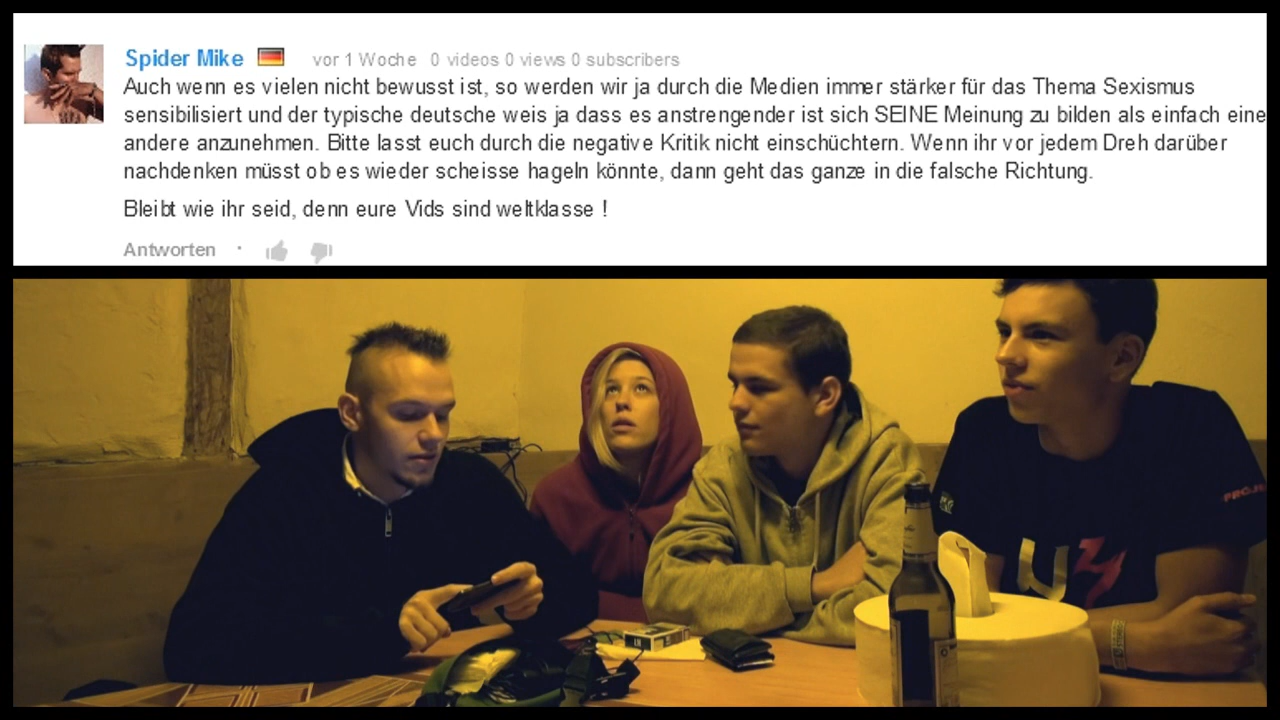 Spider Mike vor 1 Woche 0 videos 0 views 0 subscribers
Auch wenn es vielen nicht bewusst ist, so werden wir ja durch die Medien immer stärker für das Thema Sexismus
sensibilisiert und der typische deutsche weis ja dass es anstrengender ist sich SEINE Meinung zu bilden als einfach eine
andere anzunehmen. Bitte lasst euch durch die negative Kritik nicht einschüchtern. Wenn ihr vor jedem Dreh darüber
nachdenken müsst ob es wieder scheisse hageln könnte, dann geht das ganze in die falsche Richtung.
Bleibt wie ihr seid, denn eure Vids sind weltklasse !
Antworten ·